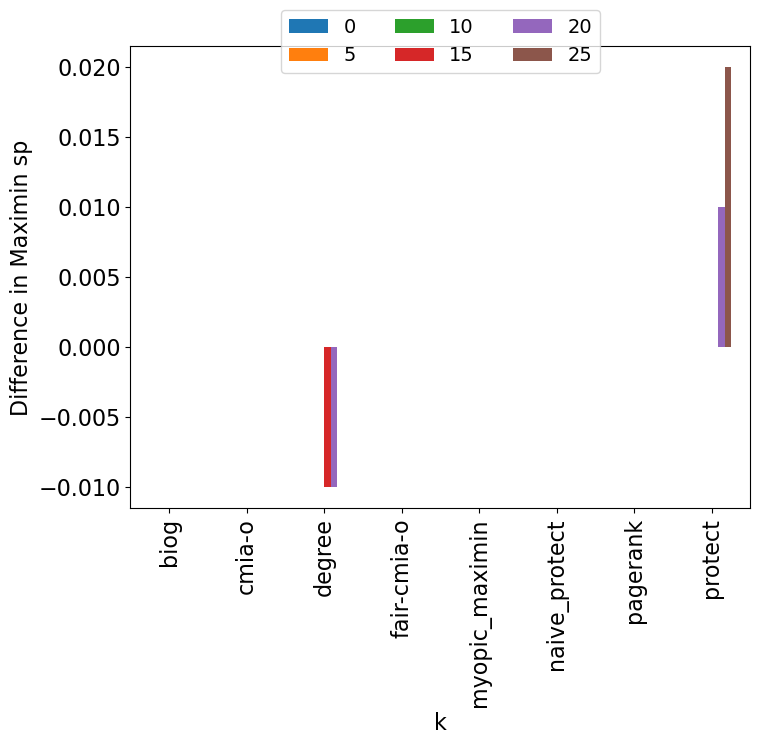 0 10 20
5 15 25
Difference in Maximin sp
0.020
0.015
0.010
0.005
0.000
−0.005
−0.010
biog
cmia-o
degree
fair-cmia-o
myopic_maximin
naive_protect
pagerank
protect
k